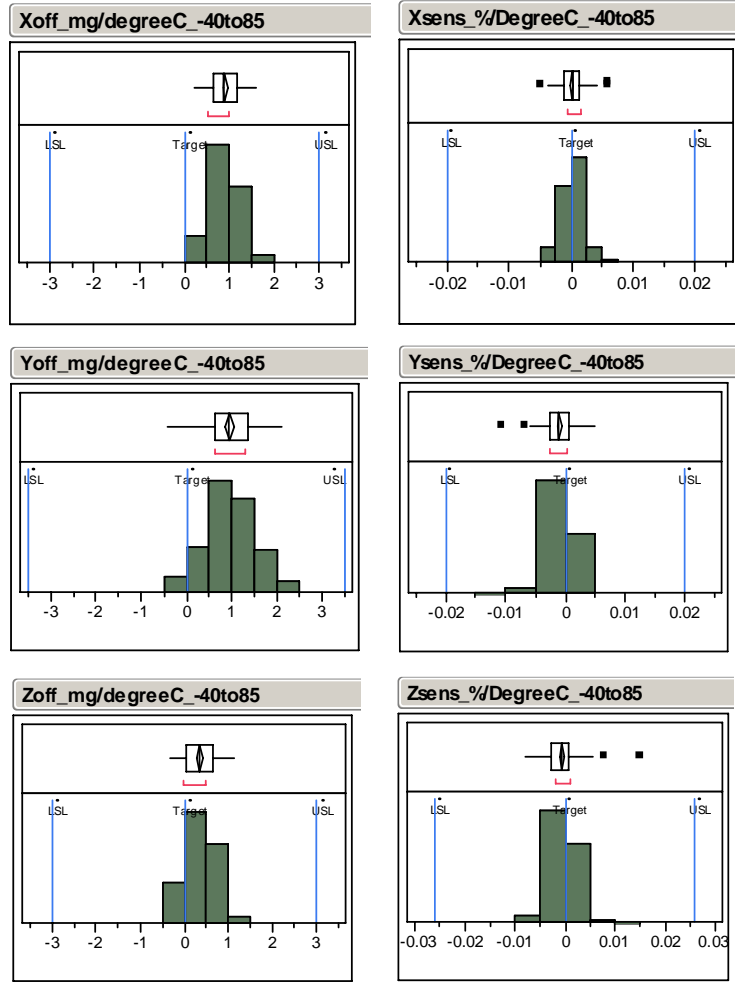 Xoff_mg/degreeC_-40to85
LSL Target USL
-3 -2 -1 0 1 2 3
Xsens_%/DegreeC_-40to85
LSL Target USL
-0.02 -0.01 0 0.01 0.02
Yoff_mg/degreeC_-40to85
LSL Target USL
-3 -2 -1 0 1 2 3
Ysens_%/DegreeC_-40to85
LSL Target USL
-0.02 -0.01 0 0.01 0.02
Zoff_mg/degreeC_-40to85
LSL Target USL
-3 -2 -1 0 1 2 3
Zsens_%/DegreeC_-40to85
LSL Target USL
-0.03 -0.02 -0.01 0 0.01 0.02 0.03